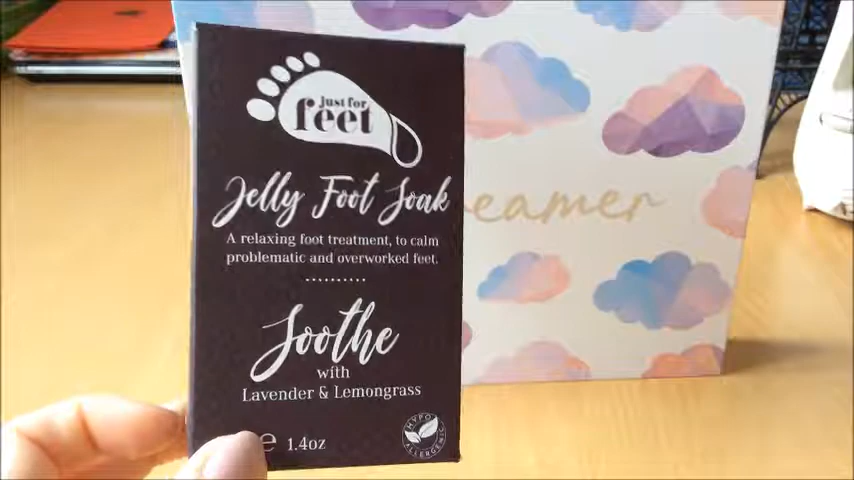 just for
feet
Jelly Foot Soak
A relaxing foot treatment, to calm
problematic and overworked feet.
Soothe
with
Lavender & Lemongrass
e 1.4oz
HYPO
ALLERGENIC
eamer